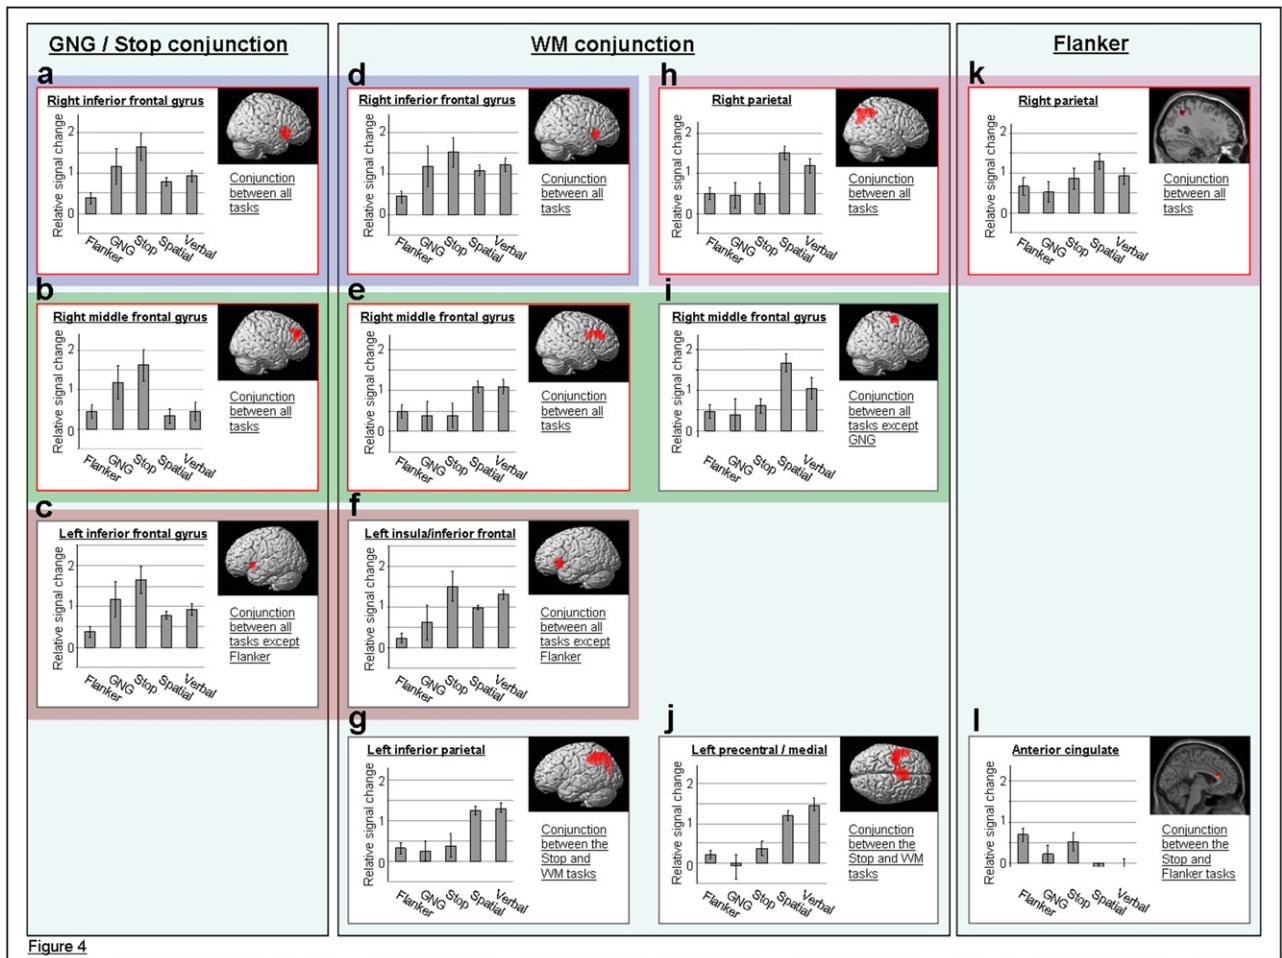 GNG / Stop conjunction
WM conjunction
Flanker
a
Right inferior frontal gyrus
Relative signal change
2
1
0
Flanker
GNG
Stop
Spatial
Verbal
Conjunction
between all
tasks
d
Right inferior frontal gyrus
Relative signal change
2
1
0
Flanker
GNG
Stop
Spatial
Verbal
Conjunction
between all
tasks
h
Right parietal
Relative signal change
2
1
0
Flanker
GNG
Stop
Spatial
Verbal
Conjunction
between all
tasks
k
Right parietal
Relative signal change
2
1
0
Flanker
GNG
Stop
Spatial
Verbal
Conjunction
between all
tasks
b
Right middle frontal gyrus
Relative signal change
2
1
0
Flanker
GNG
Stop
Spatial
Verbal
Conjunction
between all
tasks
e
Right middle frontal gyrus
Relative signal change
2
1
0
Flanker
GNG
Stop
Spatial
Verbal
Conjunction
between all
tasks
i
Right middle frontal gyrus
Relative signal change
2
1
0
Flanker
GNG
Stop
Spatial
Verbal
Conjunction
between all
tasks except
GNG
c
Left inferior frontal gyrus
Relative signal change
2
1
0
Flanker
GNG
Stop
Spatial
Verbal
Conjunction
between all
tasks except
Flanker
f
Left insula/inferior frontal
Relative signal change
2
1
0
Flanker
GNG
Stop
Spatial
Verbal
Conjunction
between all
tasks except
Flanker
g
Left inferior parietal
Relative signal change
2
1
0
Flanker
GNG
Stop
Spatial
Verbal
Conjunction
between the
Stop and
WM tasks
j
Left precentral / medial
Relative signal change
2
1
0
Flanker
GNG
Stop
Spatial
Verbal
Conjunction
between the
Stop and WM
tasks
l
Anterior cingulate
Relative signal change
2
1
0
Flanker
GNG
Stop
Spatial
Verbal
Conjunction
between the
Stop and
Flanker tasks
Figure 4